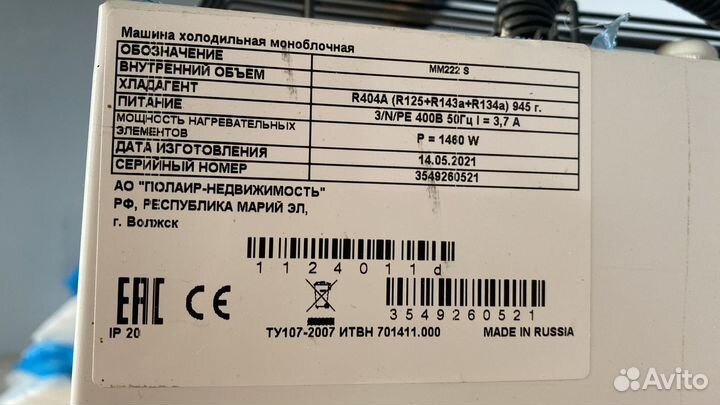 Машина холодильная моноблочная
ОБОЗНАЧЕНИЕ MM222 S
ВНУТРЕННИЙ ОБЪЕМ
ХЛАДАГЕНТ R404A (R125+R143a+R134a) 945 г.
ПИТАНИЕ 3/N/PE 400В 50Гц I = 3,7 А
МОЩНОСТЬ НАГРЕВАТЕЛЬНЫХ
ЭЛЕМЕНТОВ P = 1460 W
ДАТА ИЗГОТОВЛЕНИЯ 14.05.2021
СЕРИЙНЫЙ НОМЕР 3549260521
АО "ПОЛАИР-НЕДВИЖИМОСТЬ"
РФ, РЕСПУБЛИКА МАРИЙ ЭЛ,
г. Волжск
1124011d
EAC CE
3549260521
IP 20 ТУ107-2007 ИТВН 701411.000 MADE IN RUSSIA
Avito